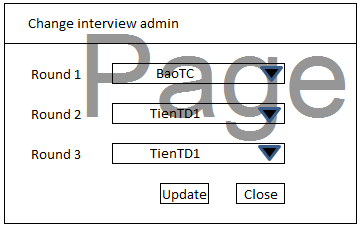 Change interview admin
Page
Round 1 BaoTC
Round 2 TienTD1
Round 3 TienTD1
Update Close